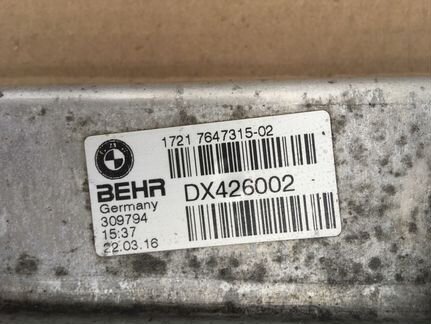 1721 7647315-02
BEHR
DX426002
Germany
309794
15:37
22.03.16